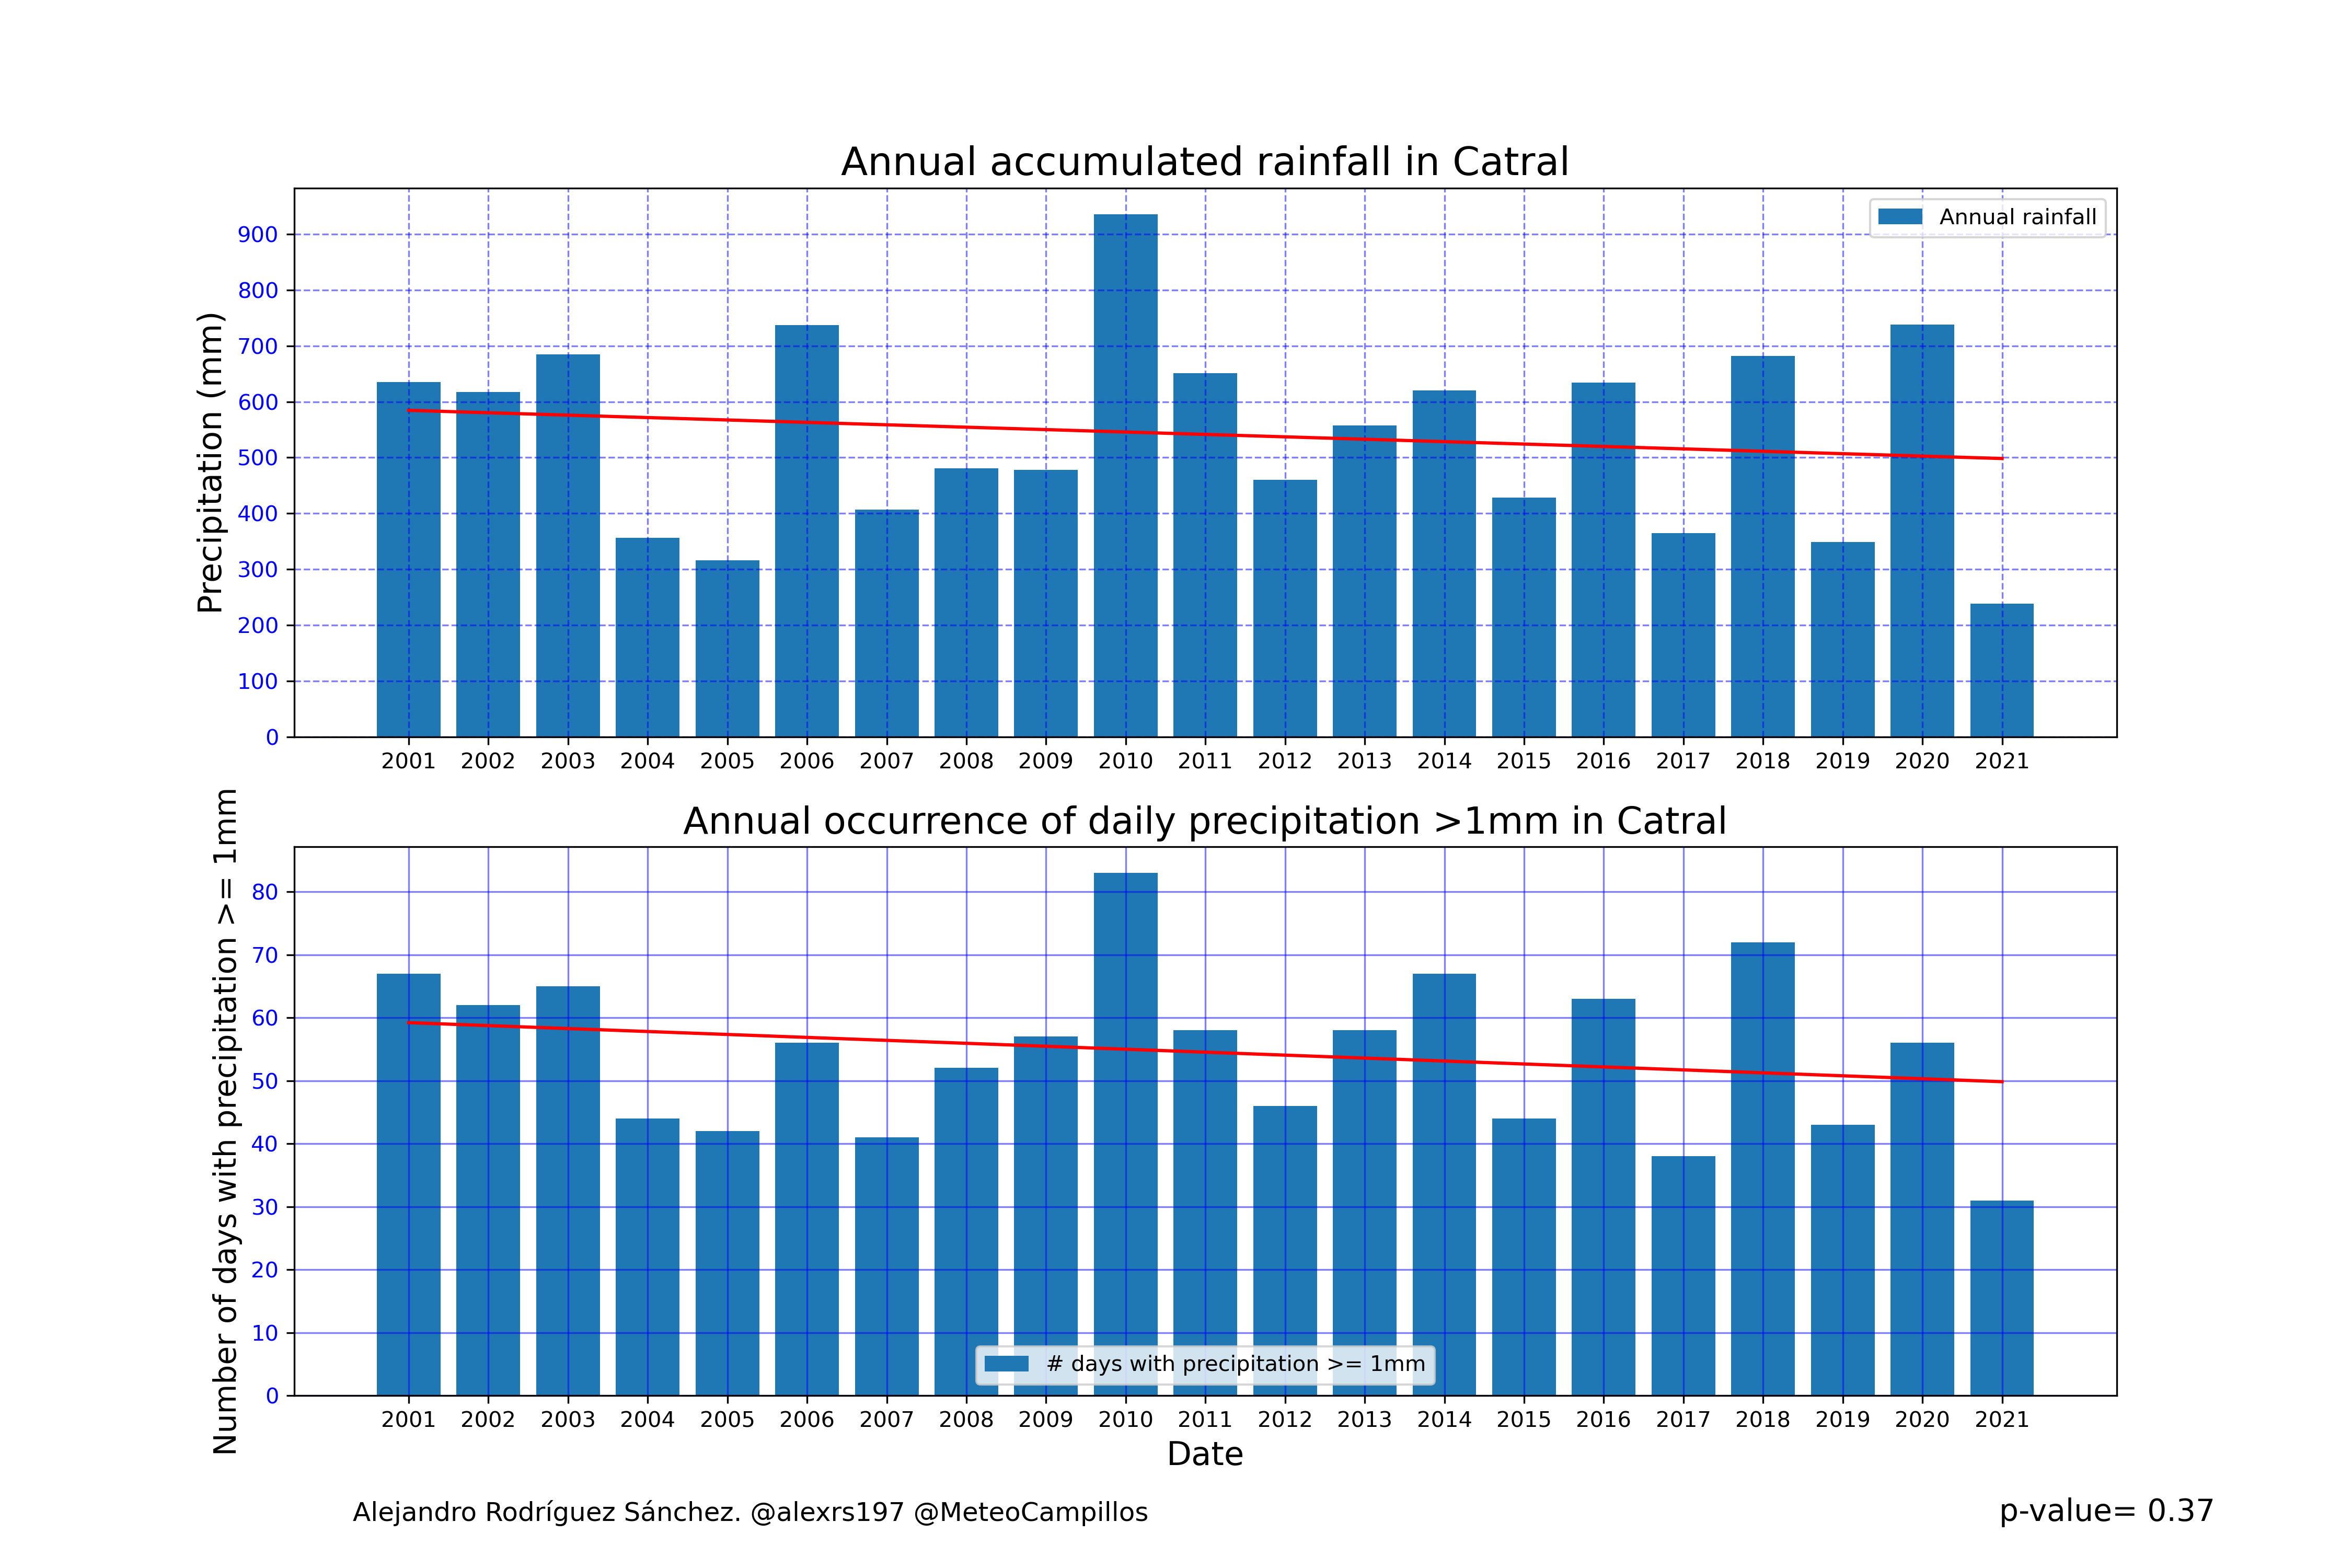 Annual accumulated rainfall in Catral
Precipitation (mm)
900
800
700
600
500
400
300
200
100
0
Annual rainfall
2001 2002 2003 2004 2005 2006 2007 2008 2009 2010 2011 2012 2013 2014 2015 2016 2017 2018 2019 2020 2021
Annual occurrence of daily precipitation >1mm in Catral
Number of days with precipitation >= 1mm
80
70
60
50
40
30
20
10
0
# days with precipitation >= 1mm
2001 2002 2003 2004 2005 2006 2007 2008 2009 2010 2011 2012 2013 2014 2015 2016 2017 2018 2019 2020 2021
Date
Alejandro Rodríguez Sánchez. @alexrs197 @MeteoCampillos
p-value= 0.37